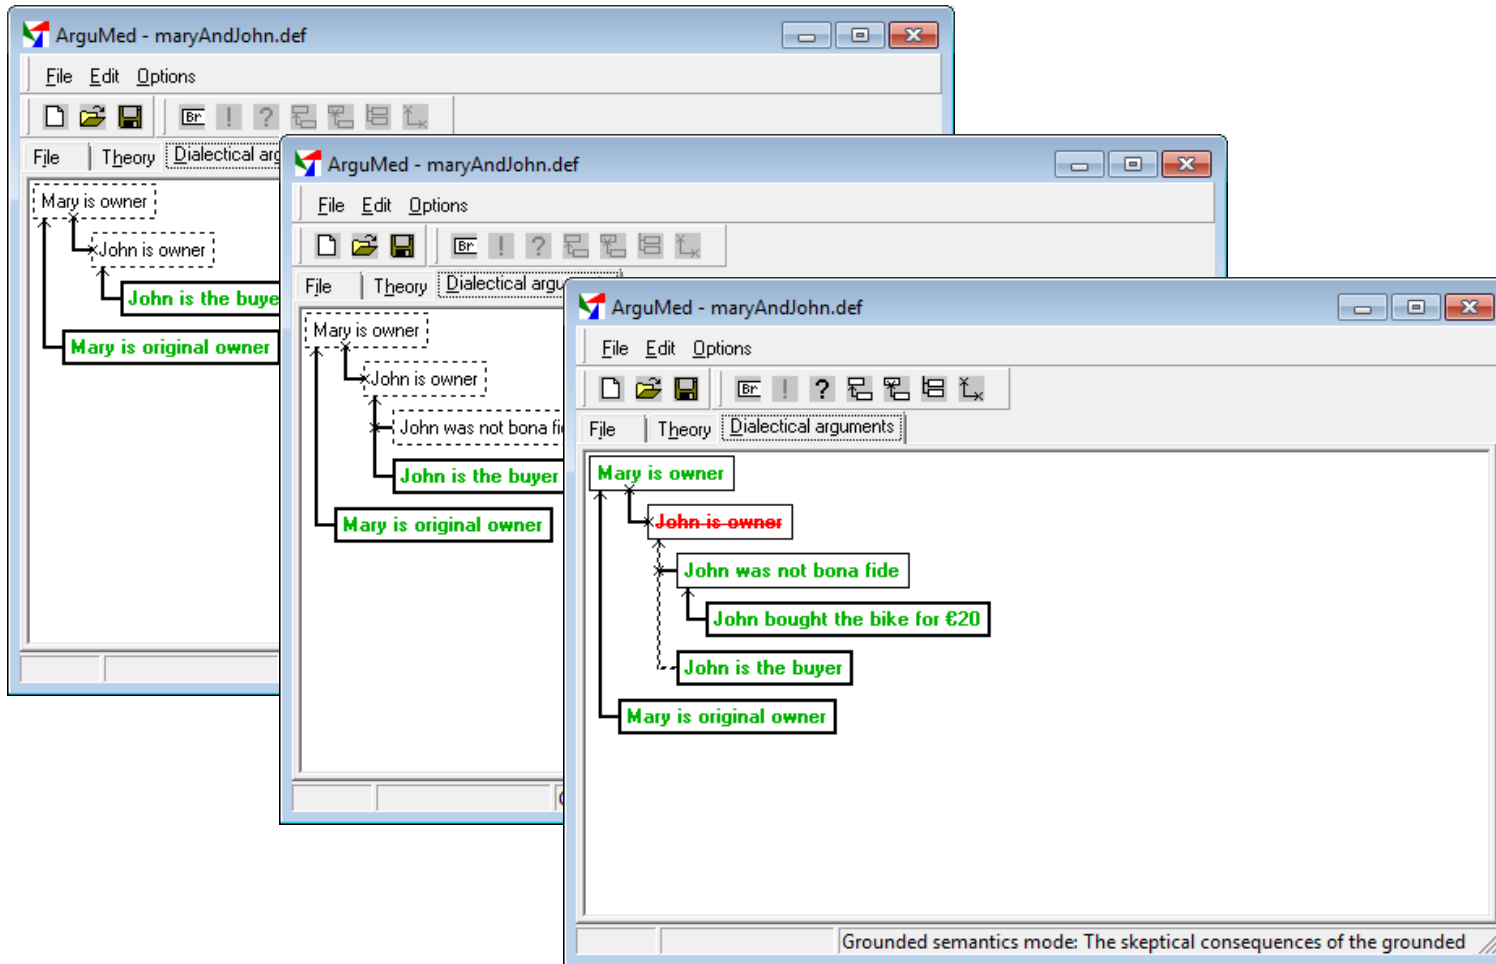 ArguMed - maryAndJohn.def
File Edit Options
Br ! ?
File Theory Dialectical arg
Mary is owner
John is owner
John is the buye
Mary is original owner
ArguMed - maryAndJohn.def
File Edit Options
Br ! ?
File Theory Dialectical argu
Mary is owner
John is owner
John was not bona fi
John is the buyer
Mary is original owner
ArguMed - maryAndJohn.def
File Edit Options
Br ! ?
File Theory Dialectical arguments
Mary is owner
John is owner
John was not bona fide
John bought the bike for €20
John is the buyer
Mary is original owner
Grounded semantics mode: The skeptical consequences of the grounded